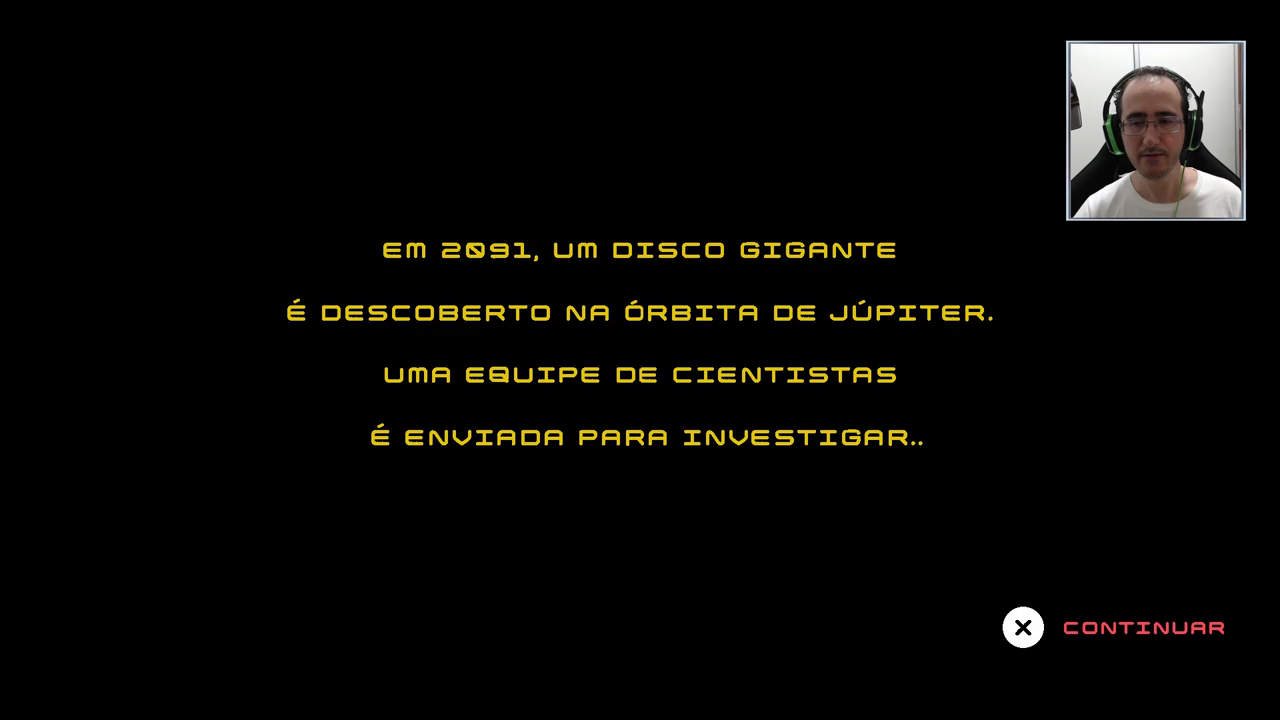 EM 2091, UM DISCO GIGANTE
É DESCOBERTO NA ÓRBITA DE JÚPITER.
UMA EQUIPE DE CIENTISTAS
É ENVIADA PARA INVESTIGAR..
CONTINUAR